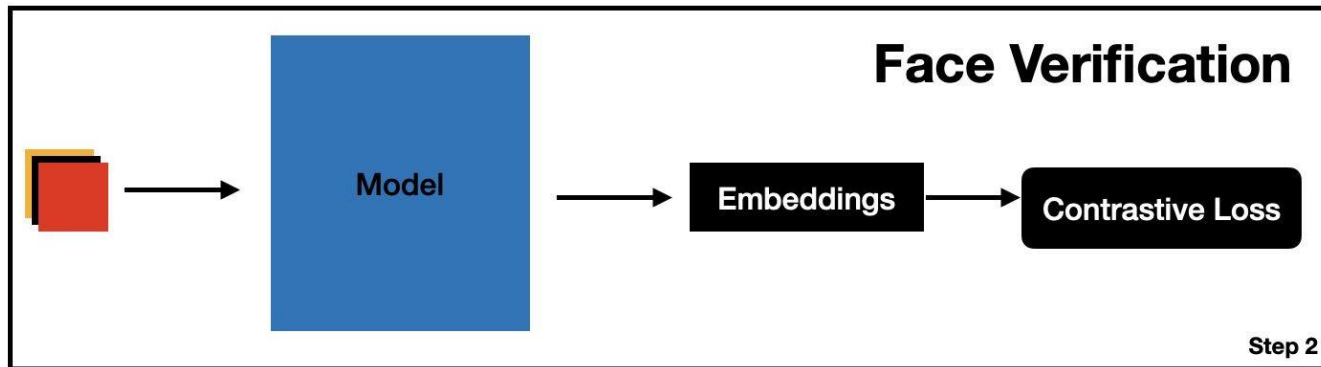 Face Verification
Model
Embeddings
Contrastive Loss
Step 2